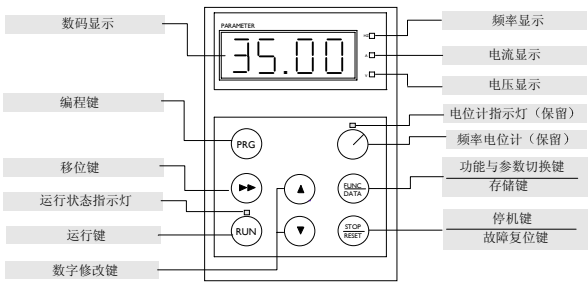 数码显示
编程键
移位键
运行状态指示灯
运行键
数字修改键
PARAMETER
35.00
Hz
A
V
PRG
FUNC
DATA
RUN
STOP
RESET
频率显示
电流显示
电压显示
电位计指示灯（保留）
频率电位计（保留）
功能与参数切换键
存储键
停机键
故障复位键